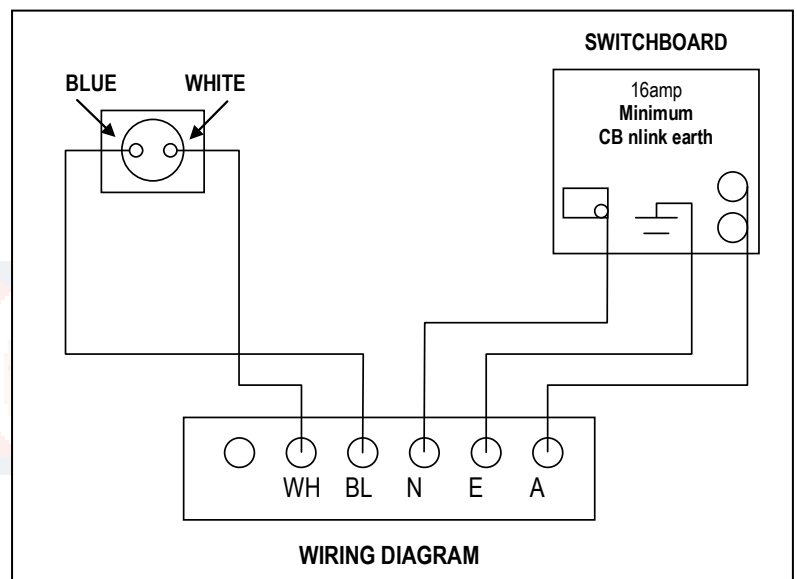 SWITCHBOARD
BLUE
WHITE
16amp
Minimum
CB nlink earth
WH BL N E A
WIRING DIAGRAM